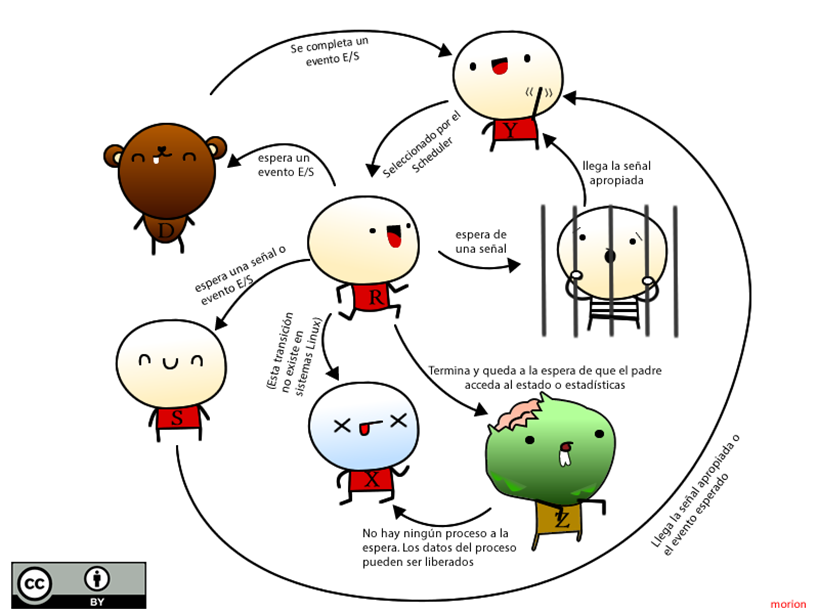 Se completa un
evento E/S
Y
Seleccionado por el
Scheduler
espera un
evento E/S
llega la señal
apropiada
D
espera de
una señal
espera una señal o
evento E/S
R
(Esta transición
no existe en
sistemas Linux)
Termina y queda a la espera de que el padre
acceda al estado o estadísticas
S
X
Z
Llega la señal apropiada o
el evento esperado
No hay ningún proceso a la
espera. Los datos del proceso
pueden ser liberados
cc
BY
morion